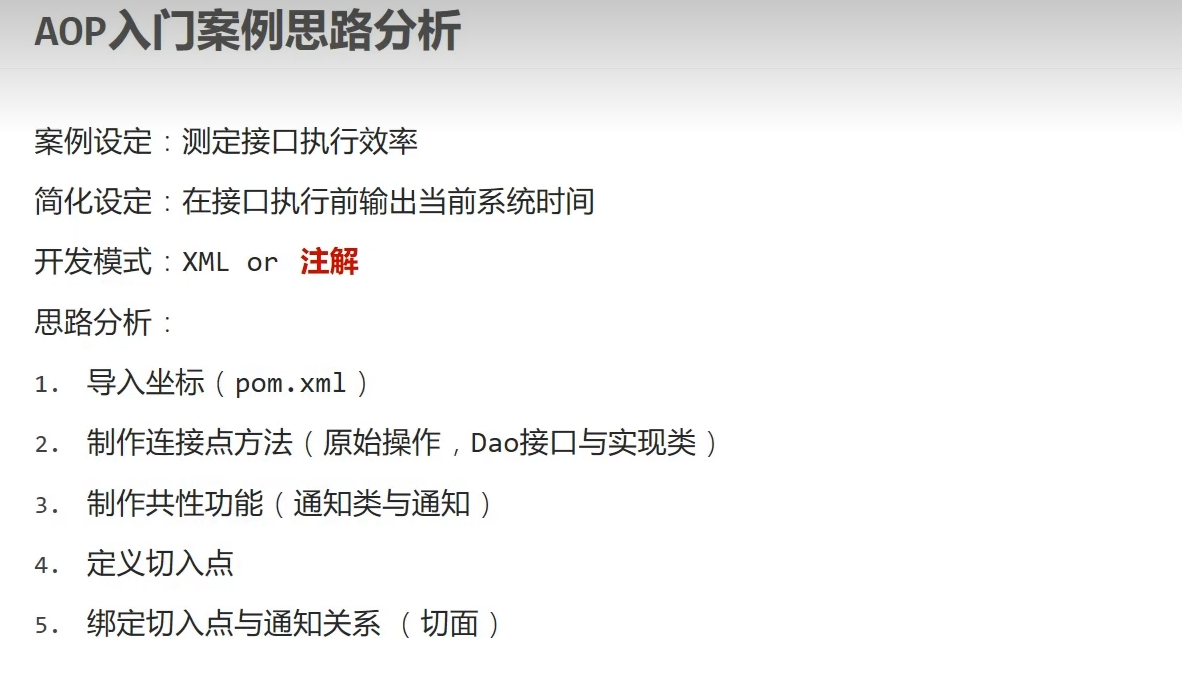 AOP入门案例思路分析
案例设定：测定接口执行效率
简化设定：在接口执行前输出当前系统时间
开发模式：XML or 注解
思路分析：
1. 导入坐标（pom.xml）
2. 制作连接点方法（原始操作，Dao接口与实现类）
3. 制作共性功能（通知类与通知）
4. 定义切入点
5. 绑定切入点与通知关系（切面）